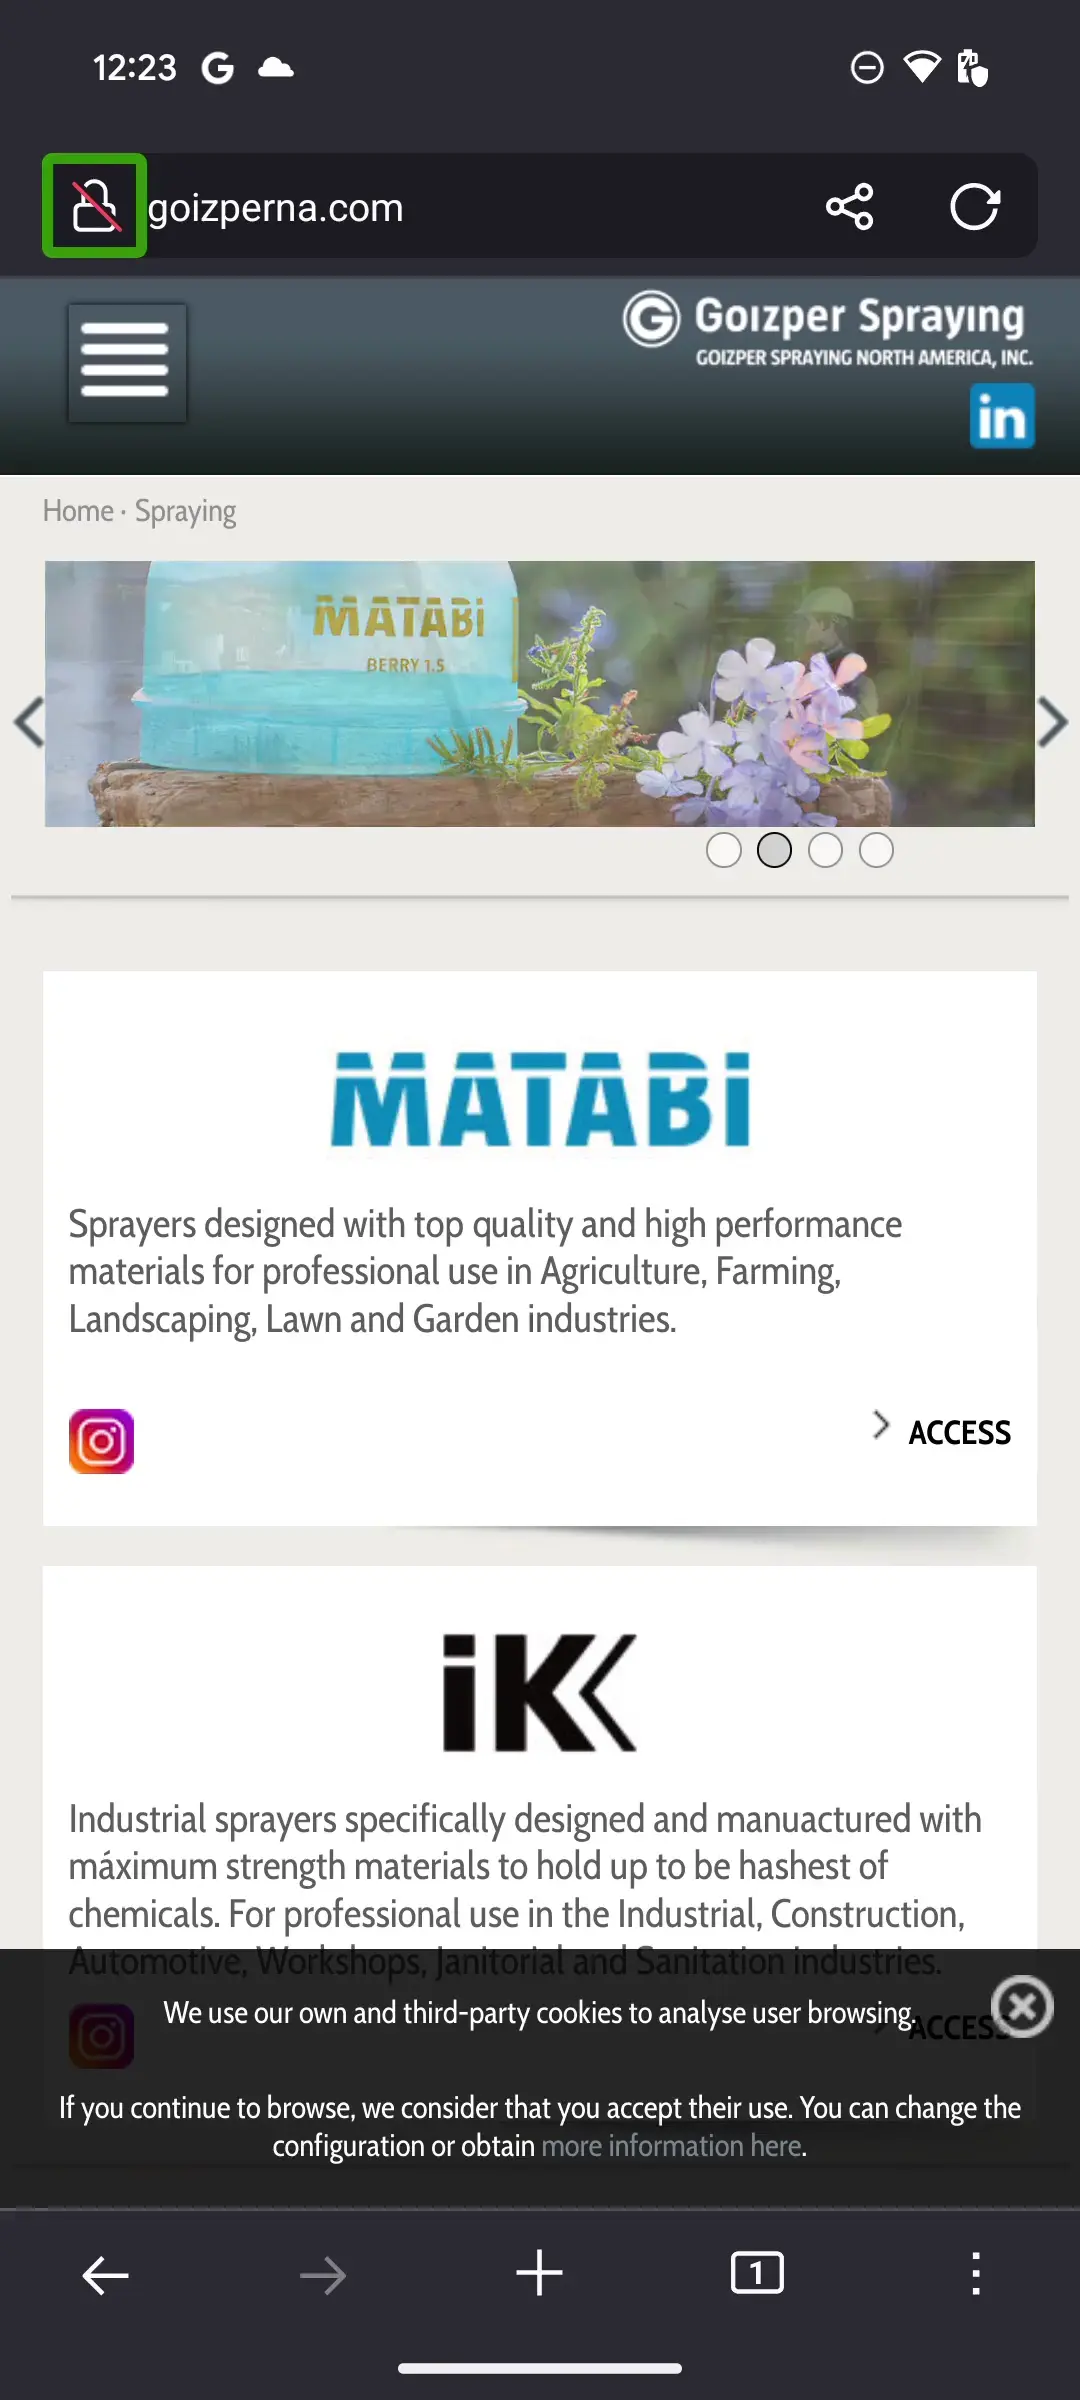 12:23
goizperna.com
Goizper Spraying
GOIZPER SPRAYING NORTH AMERICA, INC.
in
Home · Spraying
MATABi
BERRY 1.5
MATABi
Sprayers designed with top quality and high performance
materials for professional use in Agriculture, Farming,
Landscaping, Lawn and Garden industries.
ACCESS
iK
Industrial sprayers specifically designed and manuactured with
máximum strength materials to hold up to be hashest of
chemicals. For professional use in the Industrial, Construction,
Automotive, Workshops, Janitorial and Sanitation industries.
We use our own and third-party cookies to analyse user browsing.
ACCESS
If you continue to browse, we consider that you accept their use. You can change the
configuration or obtain more information here.
1